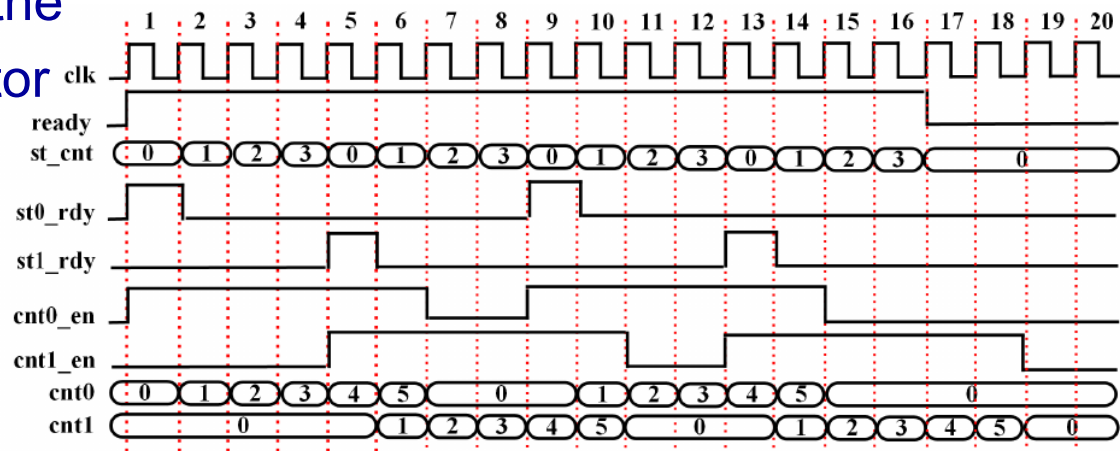 the
tor
1 2 3 4 5 6 7 8 9 10 11 12 13 14 15 16 17 18 19 20
clk
ready
st_cnt 0 1 2 3 0 1 2 3 0 1 2 3 0 1 2 3 0
st0_rdy
st1_rdy
cnt0_en
cnt1_en
cnt0 0 1 2 3 4 5 0 1 2 3 4 5 0
cnt1 0 1 2 3 4 5 0 1 2 3 4 5 0